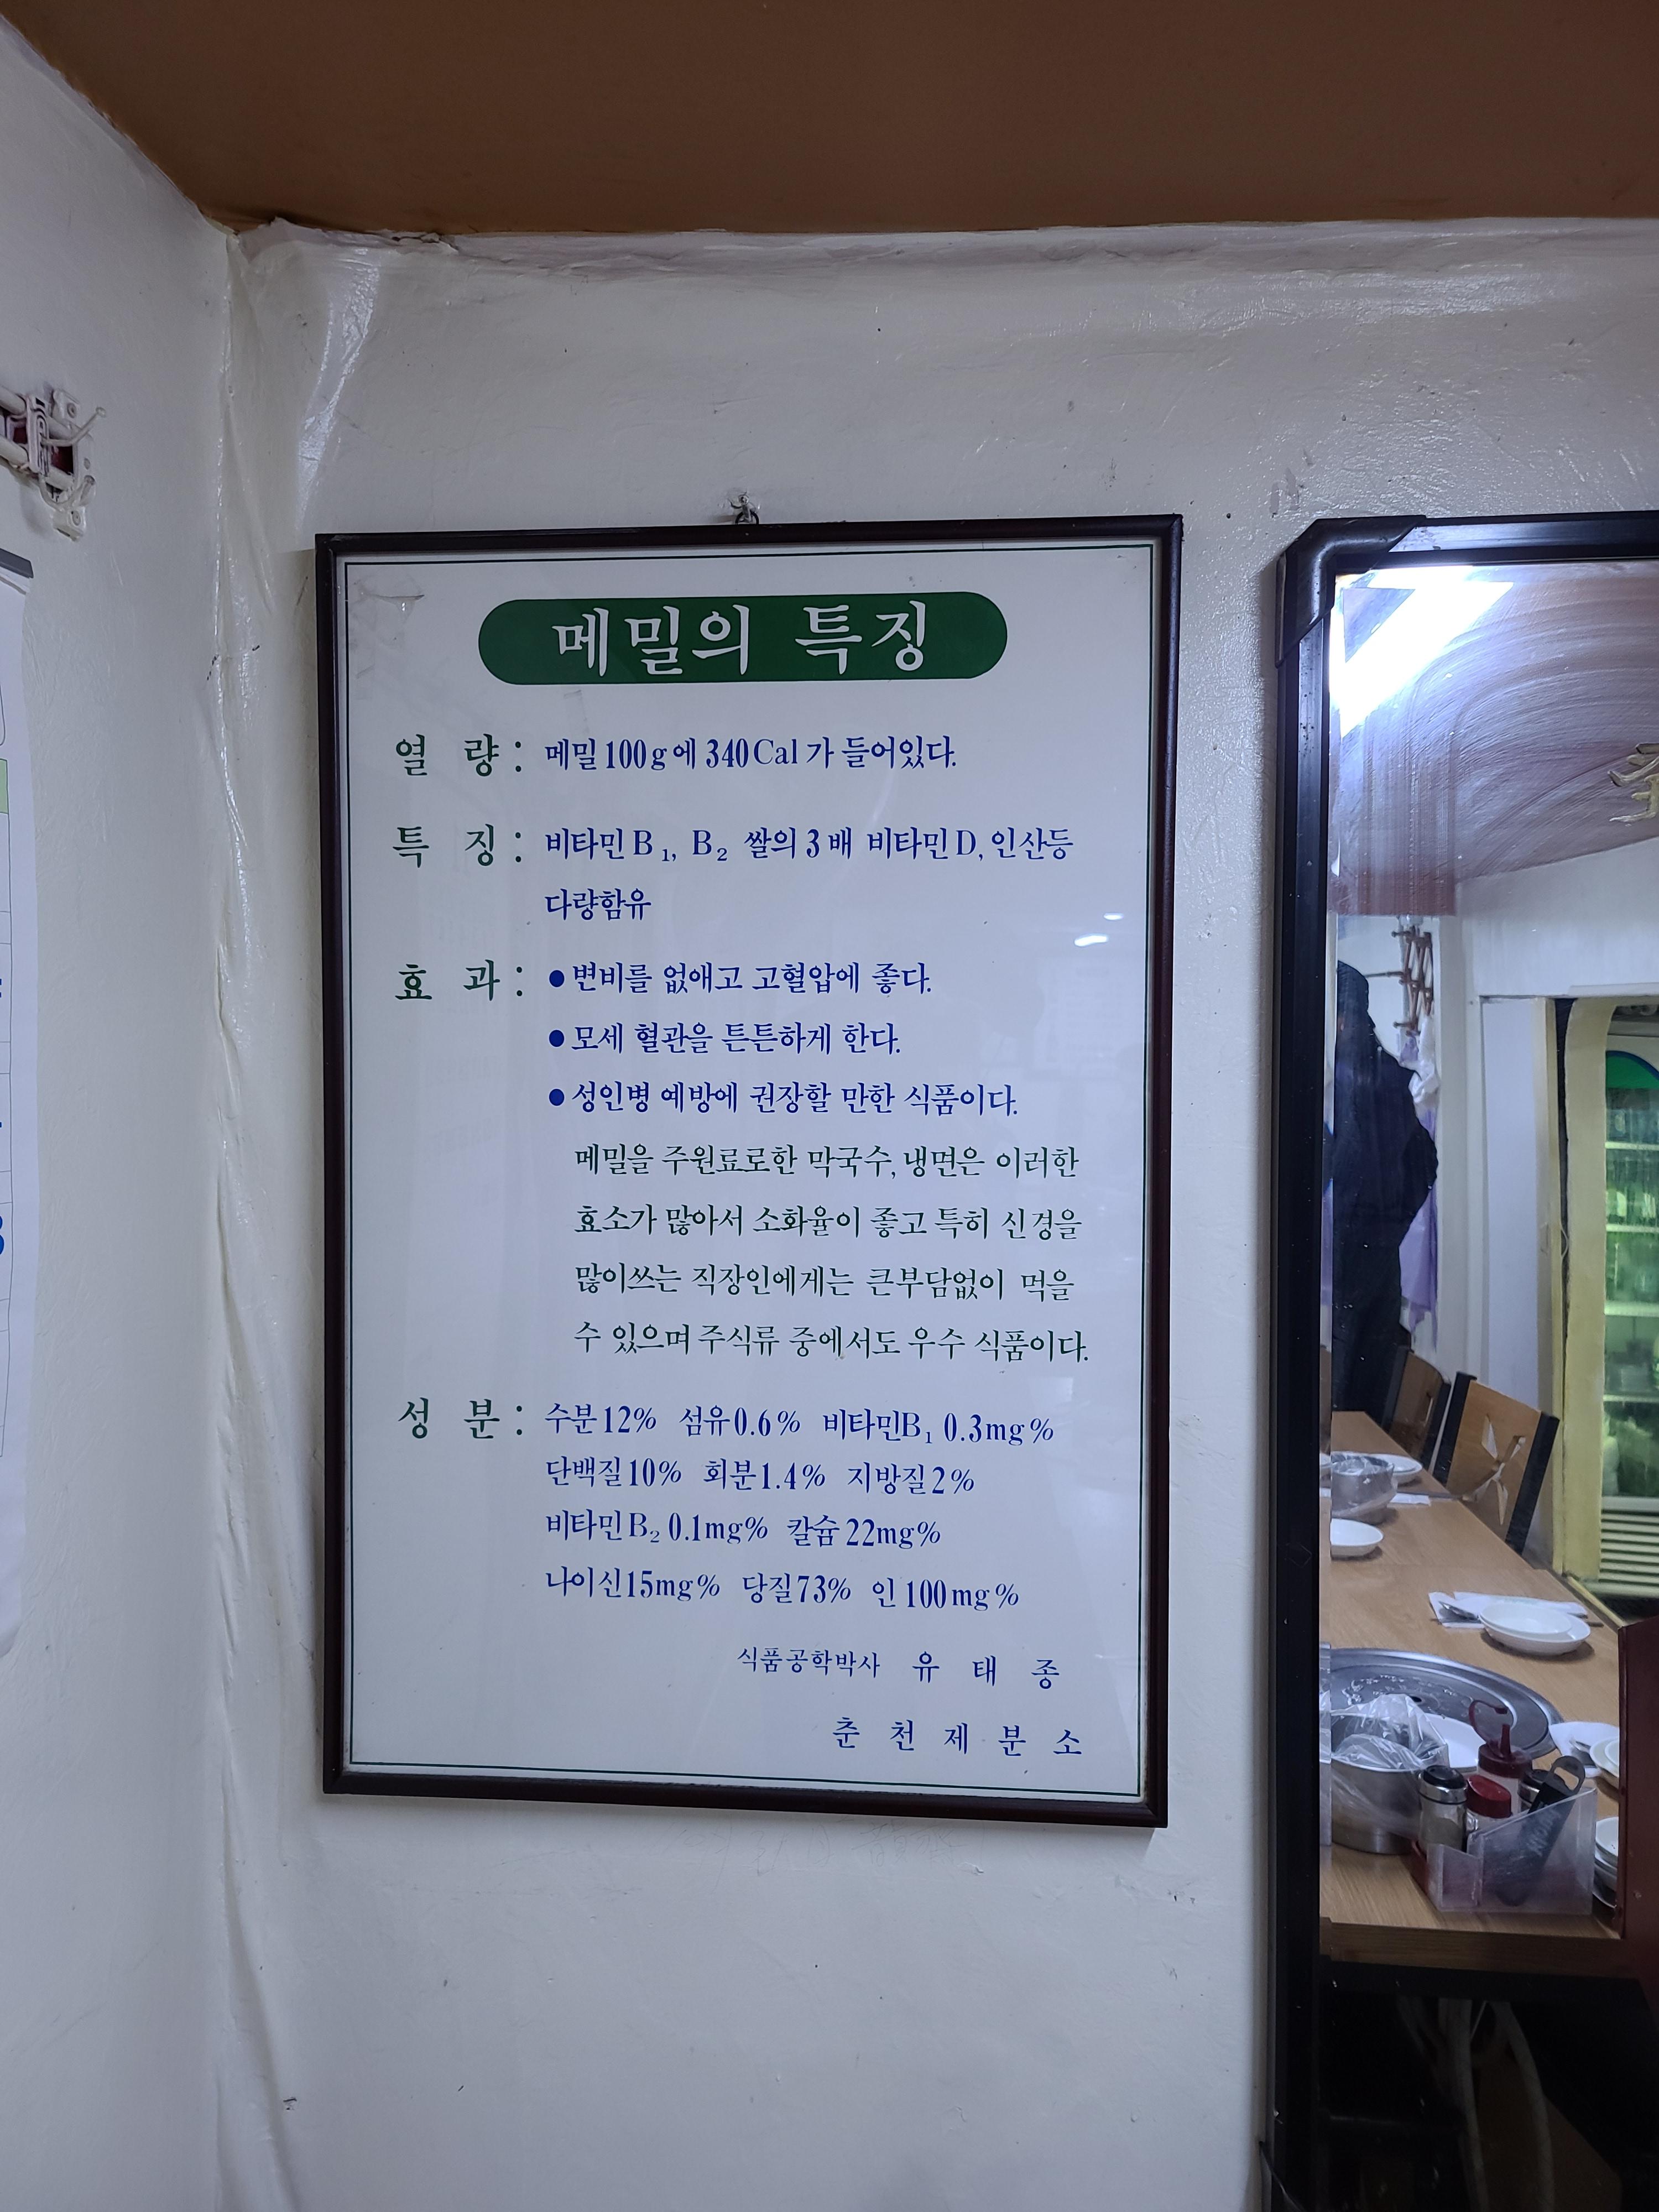 메밀의 특징
열 량 : 메밀 100g에 340Cal 가 들어있다.
특 징 : 비타민 B₁, B₂ 쌀의 3배 비타민 D, 인산등
다량함유
효 과 : ● 변비를 없애고 고혈압에 좋다.
● 모세 혈관을 튼튼하게 한다.
● 성인병 예방에 권장할 만한 식품이다.
메밀을 주원료로한 막국수, 냉면은 이러한
효소가 많아서 소화율이 좋고 특히 신경을
많이쓰는 직장인에게는 큰부담없이 먹을
수 있으며 주식류 중에서도 우수 식품이다.
성 분 : 수분12% 섬유0.6% 비타민B₁ 0.3mg%
단백질10% 회분1.4% 지방질2%
비타민B₂ 0.1mg% 칼슘 22mg%
나이신15mg% 당질73% 인 100mg%
식품공학박사 유 태 종
춘 천 제 분 소